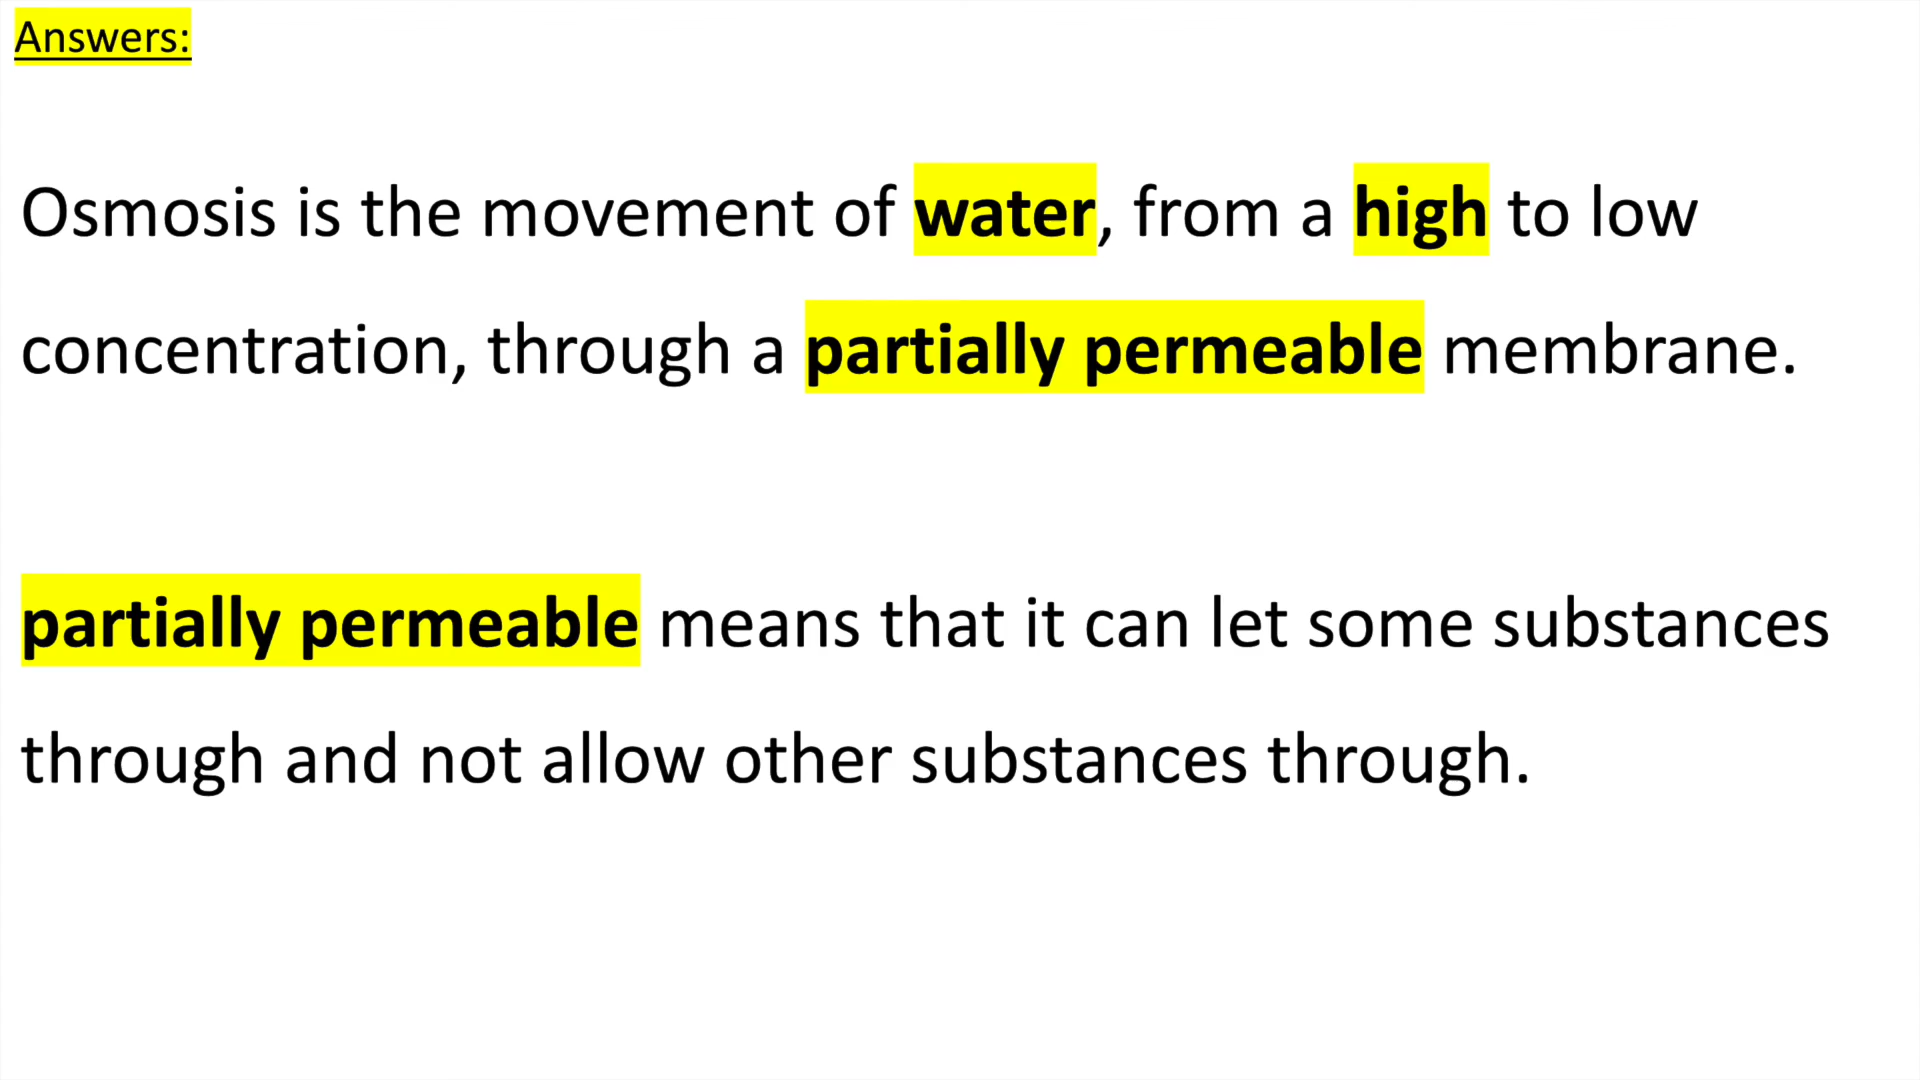 Answers:
Osmosis is the movement of water, from a high to low
concentration, through a partially permeable membrane.
partially permeable means that it can let some substances
through and not allow other substances through.